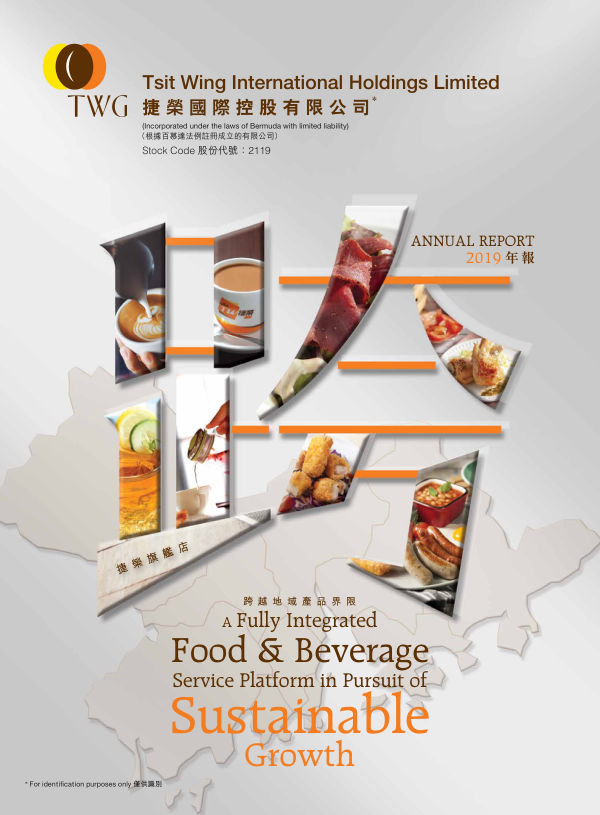 TWG
Tsit Wing International Holdings Limited
捷榮國際控股有限公司*
(Incorporated under the laws of Bermuda with limited liability)
(根據百慕達法例註冊成立的有限公司)
Stock Code 股份代號：2119
ANNUAL REPORT
2019 年報
跨
捷榮
捷榮旗艦店
跨越地域產品界限
A Fully Integrated
Food & Beverage
Service Platform in Pursuit of
Sustainable
Growth
* For identification purposes only 僅供識別